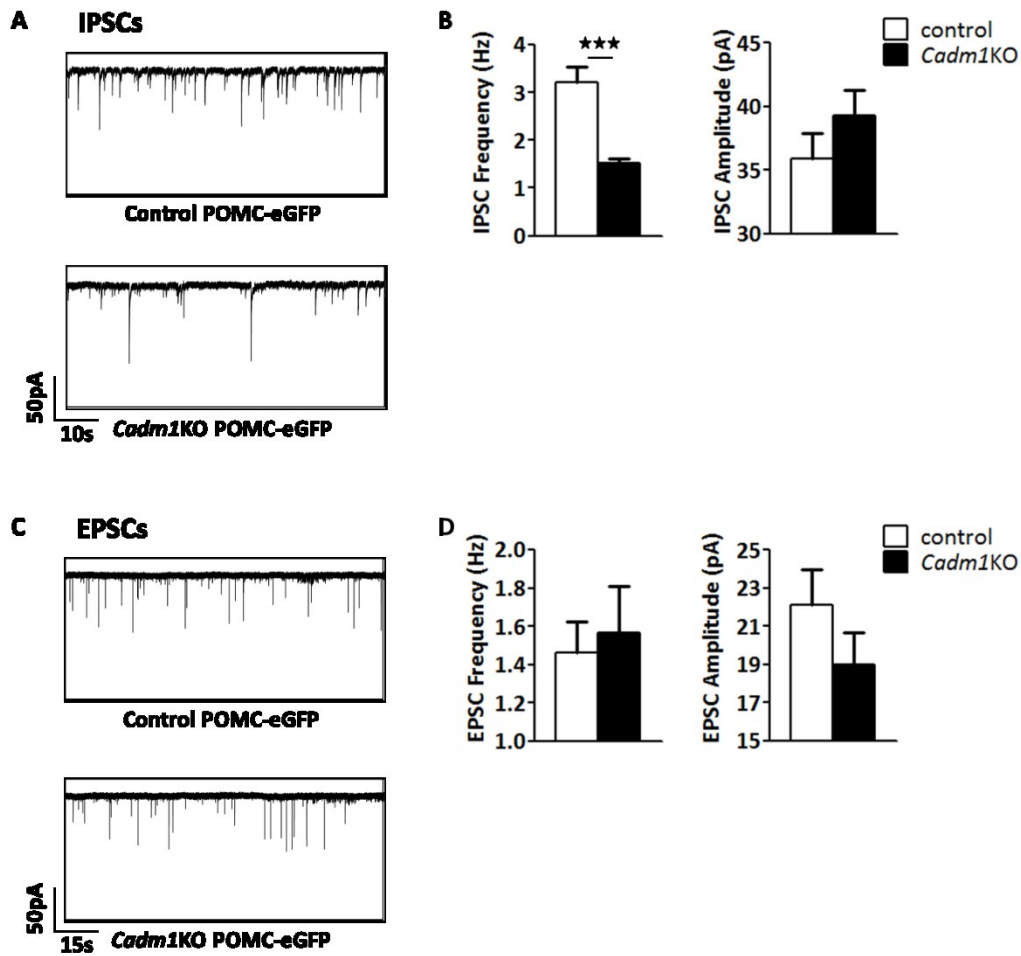 A IPSCs
Control POMC-eGFP
50pA
10s
Cadm1KO POMC-eGFP
B
control
Cadm1KO
IPSC Frequency (Hz)
4
3
2
1
0
★★★
IPSC Amplitude (pA)
45
40
35
30
C EPSCs
Control POMC-eGFP
50pA
15s
Cadm1KO POMC-eGFP
D
control
Cadm1KO
EPSC Frequency (Hz)
2.0
1.8
1.6
1.4
1.2
1.0
EPSC Amplitude (pA)
25
23
21
19
17
15